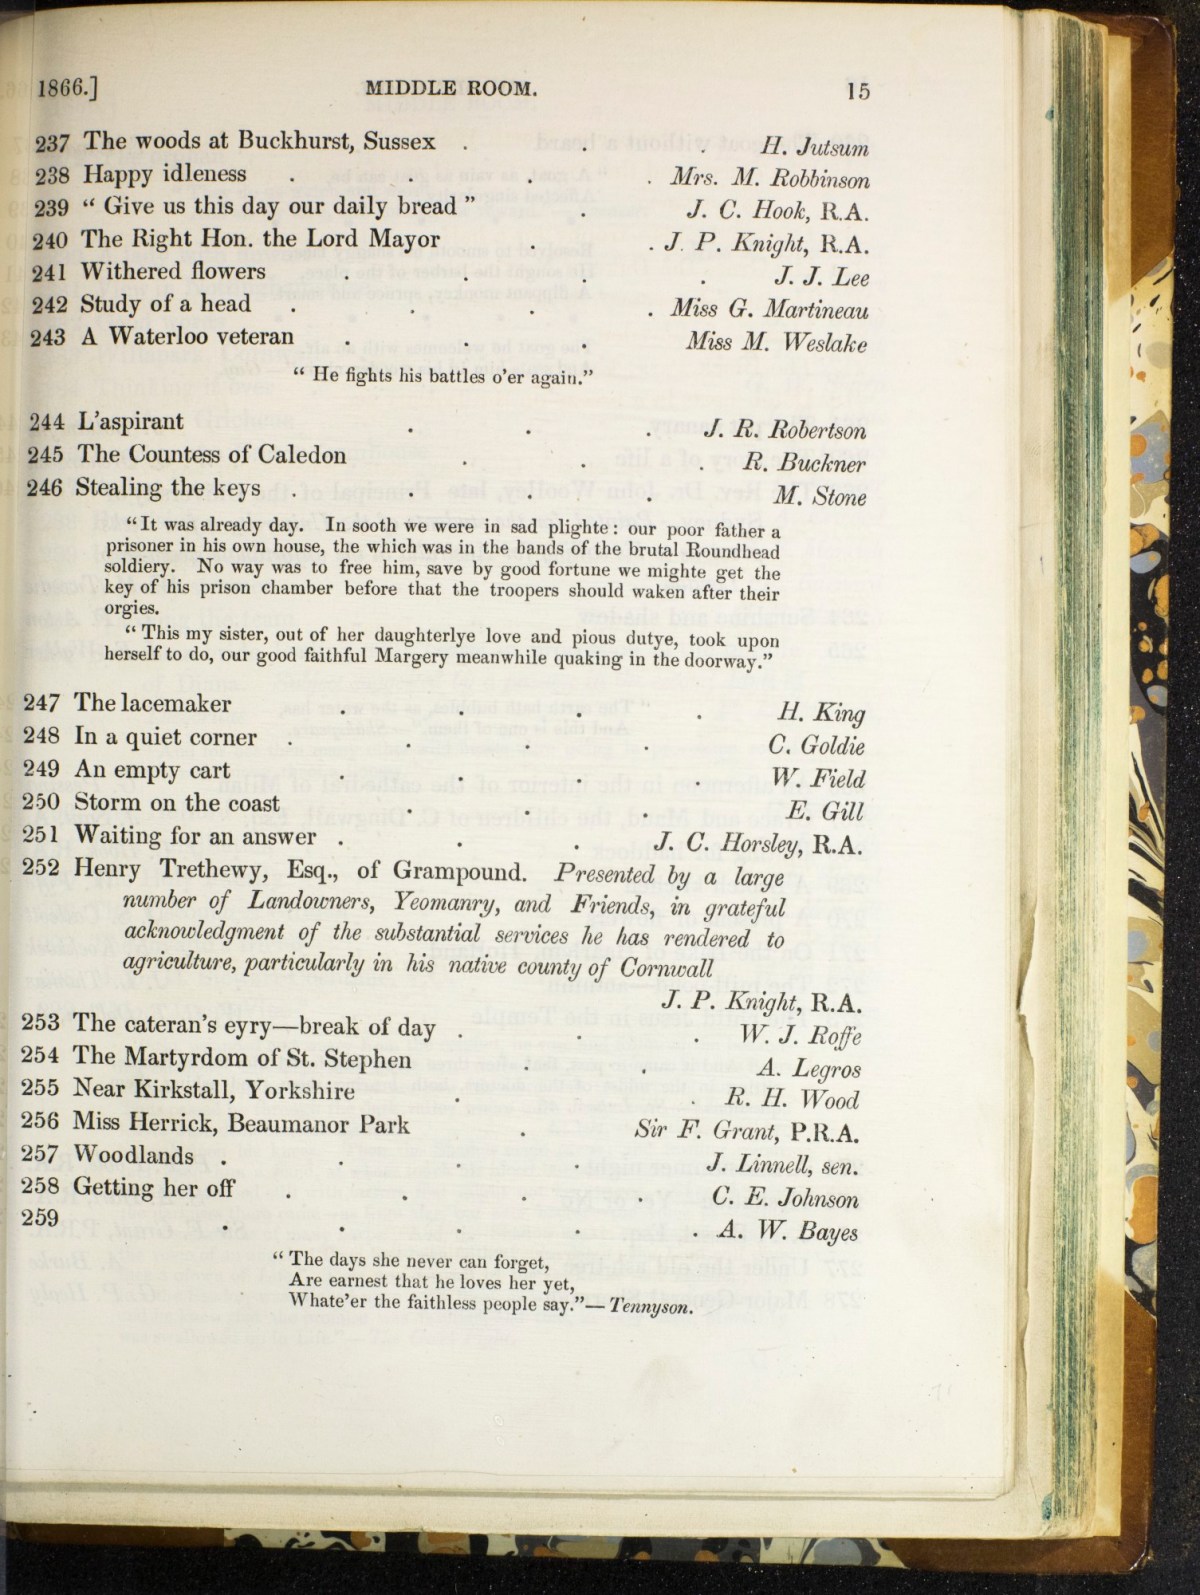 1866.] MIDDLE ROOM. 15
237 The woods at Buckhurst, Sussex . . . H. Jutsum
238 Happy idleness . . . . Mrs. M. Robbinson
239 “ Give us this day our daily bread ” . J. C. Hook, R.A.
240 The Right Hon. the Lord Mayor . . J. P. Knight, R.A.
241 Withered flowers . . . . J. J. Lee
242 Study of a head . . . . Miss G. Martineau
243 A Waterloo veteran . . . Miss M. Weslake
“ He fights his battles o’er again.”
244 L’aspirant . . . J. R. Robertson
245 The Countess of Caledon . . . R. Buckner
246 Stealing the keys . . . . M. Stone
“It was already day. In sooth we were in sad plighte : our poor father a
prisoner in his own house, the which was in the hands of the brutal Roundhead
soldiery. No way was to free him, save by good fortune we mighte get the
key of his prison chamber before that the troopers should waken after their
orgies.
“ This my sister, out of her daughterlye love and pious dutye, took upon
herself to do, our good faithful Margery meanwhile quaking in the doorway.”
247 The lacemaker . . . . H. King
248 In a quiet corner . . . . C. Goldie
249 An empty cart . . . . W. Field
250 Storm on the coast . . . E. Gill
251 Waiting for an answer . . . J. C. Horsley, R.A.
252 Henry Trethewy, Esq., of Grampound. Presented by a large
number of Landowners, Yeomanry, and Friends, in grateful
acknowledgment of the substantial services he has rendered to
agriculture, particularly in his native county of Cornwall
J. P. Knight, R.A.
253 The cateran’s eyry—break of day . . . W. J. Roffe
254 The Martyrdom of St. Stephen . . A. Legros
255 Near Kirkstall, Yorkshire . . R. H. Wood
256 Miss Herrick, Beaumanor Park . Sir F. Grant, P.R.A.
257 Woodlands . . . . J. Linnell, sen.
258 Getting her off . . . . C. E. Johnson
259 . . . . . A. W. Bayes
“ The days she never can forget,
Are earnest that he loves her yet,
Whate’er the faithless people say.”—Tennyson.